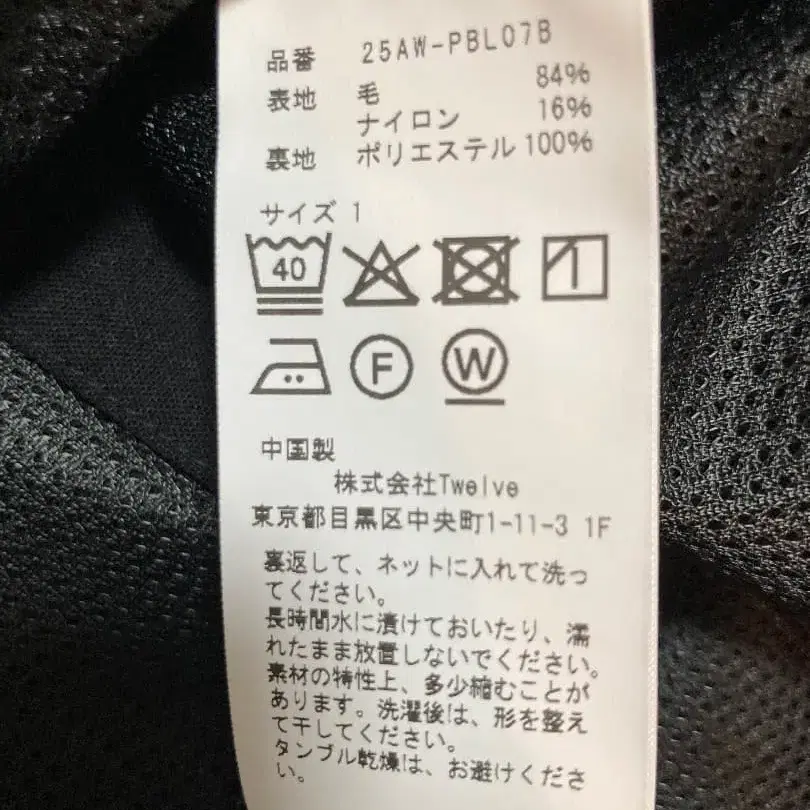 品番 25AW-PBL07B
表地 毛 84%
ナイロン 16%
裏地 ポリエステル 100%
サイズ 1
40
F W
中国製
株式会社Twelve
東京都目黒区中央町1-11-3 1F
裏返して、ネットに入れて洗っ
てください。
長時間水に漬けておいたり、濡
れたまま放置しないでください。
素材の特性上、多少縮むことが
あります。洗濯後は、形を整え
て干してください。
タンブル乾燥は、お避けくださ
い。